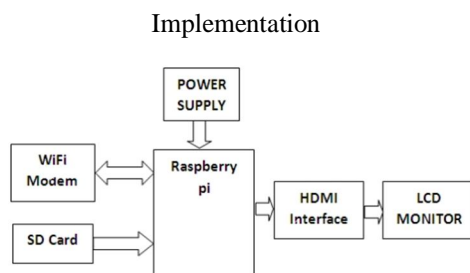 Implementation
POWER
SUPPLY
WiFi
Modem
Raspberry
pi
HDMI
Interface
LCD
MONITOR
SD Card